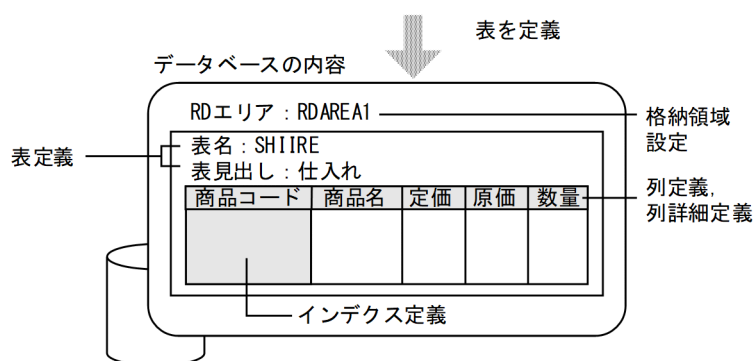 表を定義
データベースの内容
RDエリア：RDAREA1
格納領域
設定
表定義
表名：SHIIRE
表見出し：仕入れ
商品コード 商品名 定価 原価 数量
列定義，
列詳細定義
インデクス定義